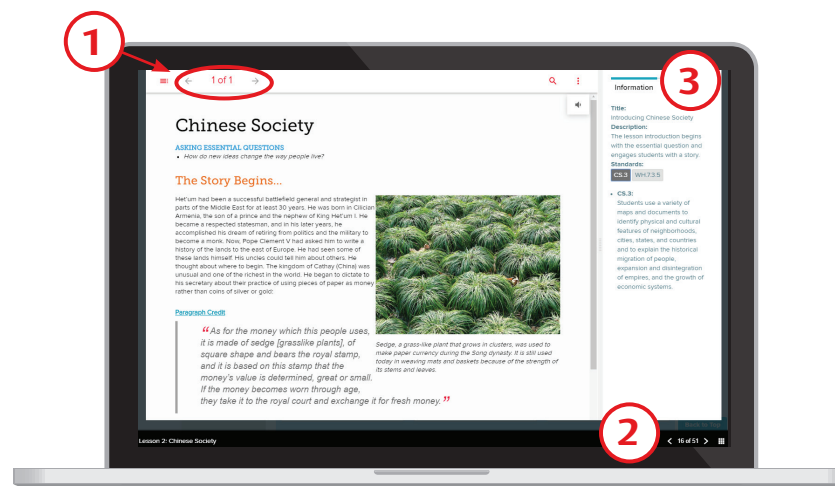 1
1 of 1
3
Information
Chinese Society
ASKING ESSENTIAL QUESTIONS
• How do new ideas change the way people live?
The Story Begins...
Het'um had been a successful battlefield general and strategist in
parts of the Middle East for at least 30 years. He was born in Cilician
Armenia, the son of a prince and the nephew of King Het'um I. He
became a respected statesman, and in his later years, he
accomplished his dream of retiring from politics and the military to
become a monk. Now, Pope Clement V had asked him to write a
history of the lands to the east of Europe. He had seen some of
these lands himself. His uncles could tell him about others. He
thought about where to begin. The kingdom of Cathay (China) was
unusual and one of the richest in the world. He began to dictate to
his secretary about their practice of using pieces of paper as money
rather than coins of silver or gold:
Paragraph Credit
“As for the money which this people uses,
it is made of sedge [grasslike plants], of
square shape and bears the royal stamp,
and it is based on this stamp that the
money's value is determined, great or small.
If the money becomes worn through age,
they take it to the royal court and exchange it for fresh money.”
Sedge, a grass-like plant that grows in clusters, was used to
make paper currency during the Song dynasty. It is still used
today in weaving mats and baskets because of the strength of
its stems and leaves.
Title:
Introducing Chinese Society
Description:
The lesson introduction begins
with the essential question and
engages students with a story.
Standards:
CS.3 WH.7.3.5
• CS.3:
Students use a variety of
maps and documents to
identify physical and cultural
features of neighborhoods,
cities, states, and countries
and to explain the historical
migration of people,
expansion and disintegration
of empires, and the growth of
economic systems.
Back to Top
2
Lesson 2: Chinese Society
16 of 51